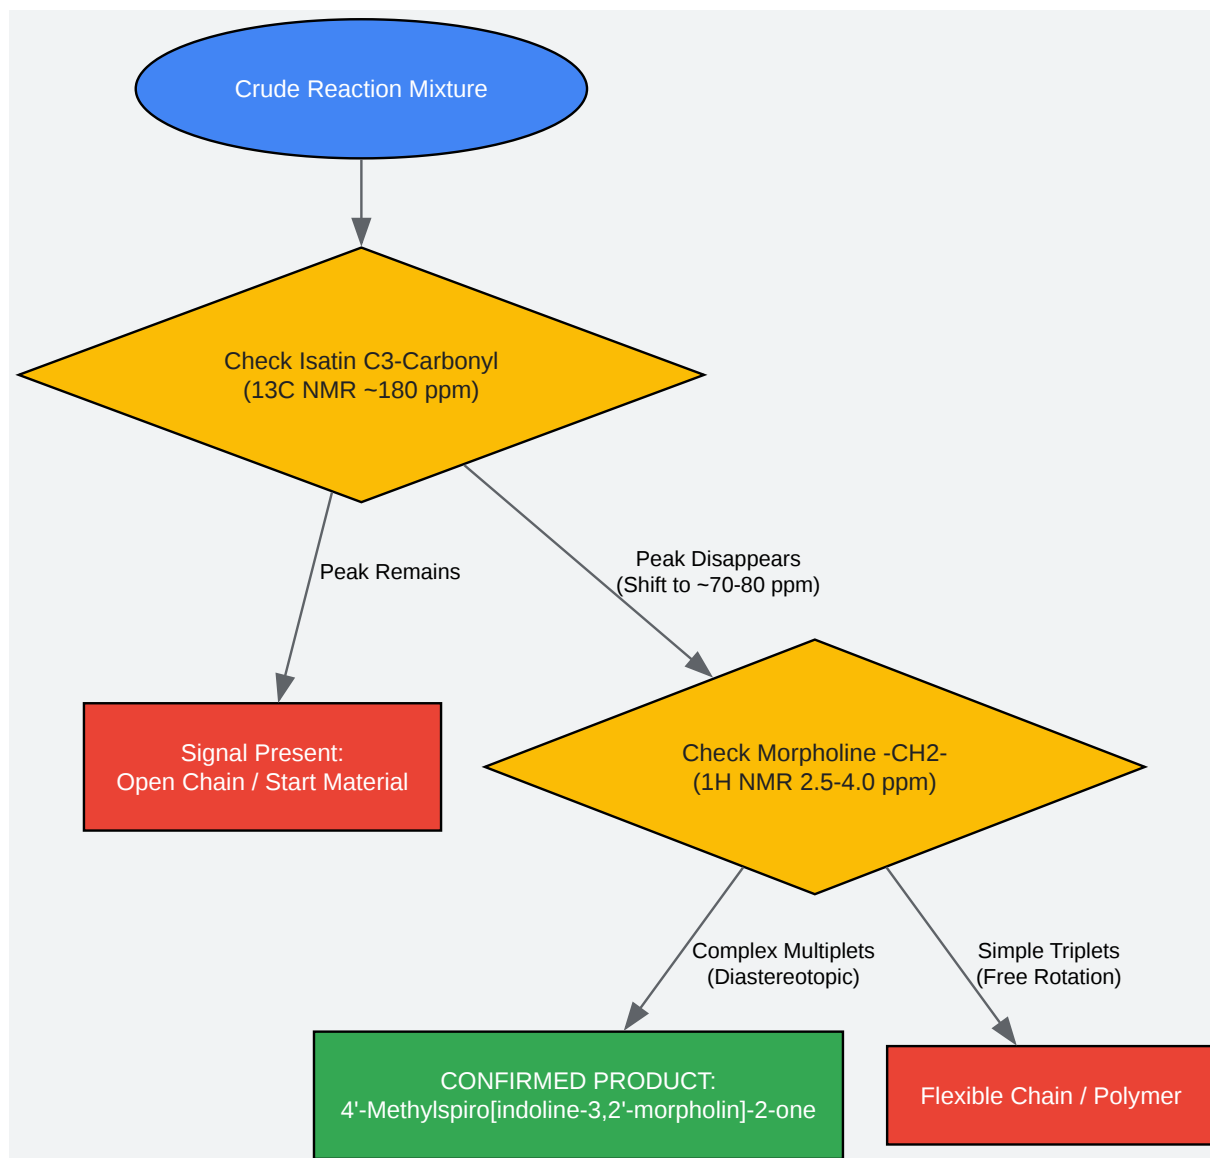 Crude Reaction Mixture
Check Isatin C3-Carbonyl
(13C NMR ~180 ppm)
Peak Remains
Peak Disappears
(Shift to ~70-80 ppm)
Signal Present:
Open Chain / Start Material
Check Morpholine -CH2-
(1H NMR 2.5-4.0 ppm)
Complex Multiplets
(Diastereotopic)
Simple Triplets
(Free Rotation)
CONFIRMED PRODUCT:
4'-Methylspiro[indoline-3,2'-morpholin]-2-one
Flexible Chain / Polymer